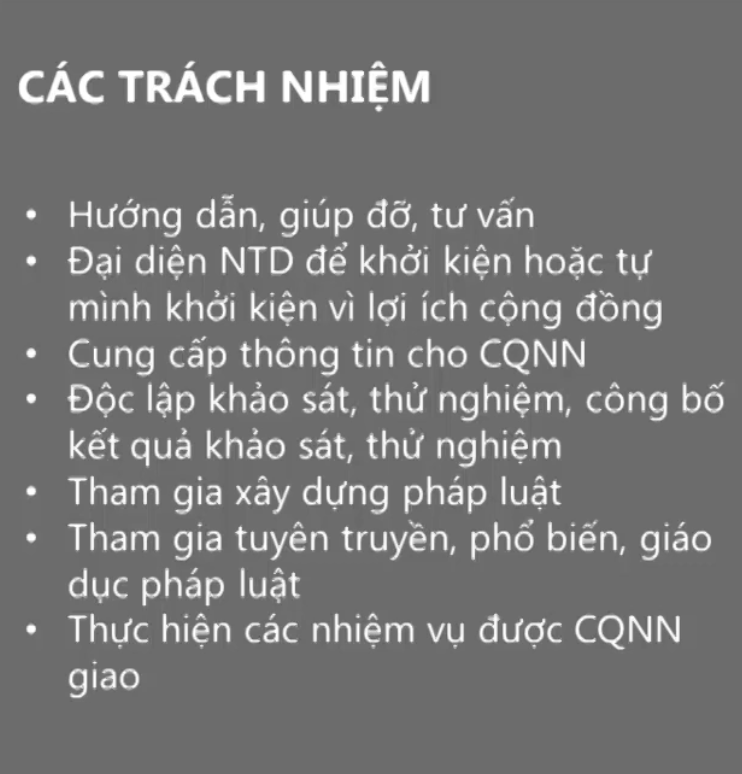 CÁC TRÁCH NHIỆM
• Hướng dẫn, giúp đỡ, tư vấn
• Đại diện NTD để khởi kiện hoặc tự
mình khởi kiện vì lợi ích cộng đồng
• Cung cấp thông tin cho CQNN
• Độc lập khảo sát, thử nghiệm, công bố
kết quả khảo sát, thử nghiệm
• Tham gia xây dựng pháp luật
• Tham gia tuyên truyền, phổ biến, giáo
dục pháp luật
• Thực hiện các nhiệm vụ được CQNN
giao